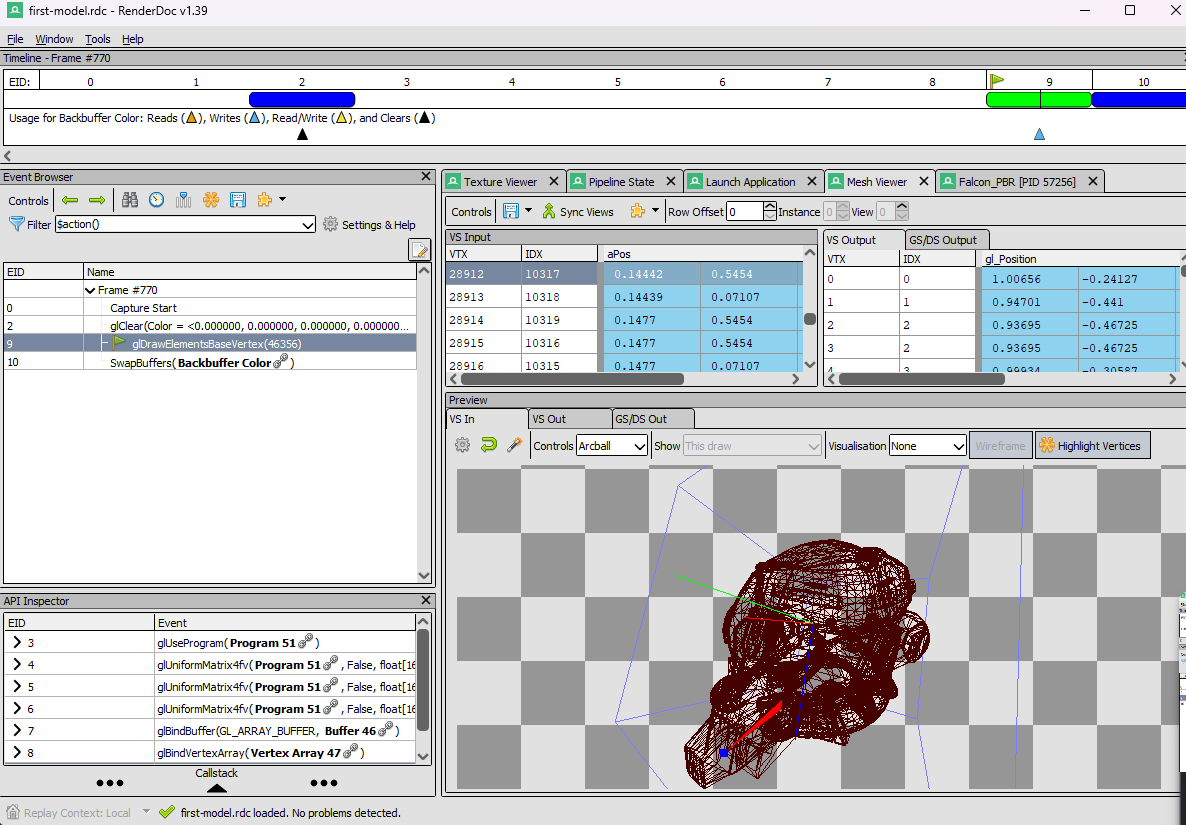 first-model.rdc - RenderDoc v1.39
File Window Tools Help
Timeline - Frame #770
EID: 0 1 2 3 4 5 6 7 8 9 10
Usage for Backbuffer Color: Reads ( ), Writes ( ), Read/Write ( ), and Clears ( )
Event Browser
Controls
Filter $action() Settings & Help
EID Name
Frame #770
0 Capture Start
2 glClear(Color = <0.000000, 0.000000, 0.000000, 0.000000...
9 glDrawElementsBaseVertex(46356)
10 SwapBuffers(Backbuffer Color )
API Inspector
EID Event
3 glUseProgram(Program 51 )
4 glUniformMatrix4fv(Program 51 , False, float[16
5 glUniformMatrix4fv(Program 51 , False, float[16
6 glUniformMatrix4fv(Program 51 , False, float[16
7 glBindBuffer(GL_ARRAY_BUFFER, Buffer 46 )
8 glBindVertexArray(Vertex Array 47 )
Callstack
Texture Viewer Pipeline State Launch Application Mesh Viewer Falcon_PBR [PID 57256]
Controls Sync Views Row Offset 0 Instance 0 View 0
VS Input
VTX IDX aPos
28912 10317 0.14442 0.5454
28913 10318 0.14439 0.07107
28914 10319 0.1477 0.5454
28915 10316 0.1477 0.5454
28916 10315 0.1477 0.07107
VS Output GS/DS Output
VTX IDX gl_Position
0 0 1.00656 -0.24127
1 1 0.94701 -0.441
2 2 0.93695 -0.46725
3 2 0.93695 -0.46725
4 3 0.99934 -0.30587
Preview
VS In VS Out GS/DS Out
Controls Arcball Show This draw Visualisation None Wireframe Highlight Vertices
Replay Context: Local first-model.rdc loaded. No problems detected.